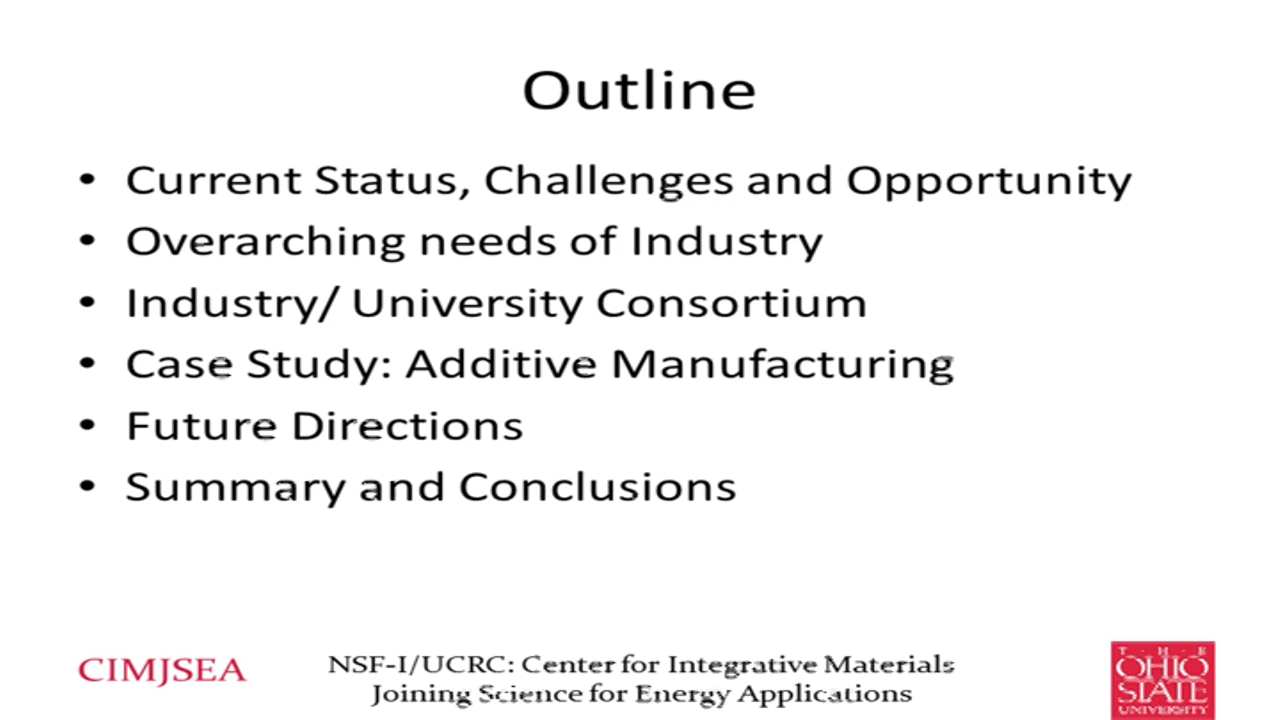 Outline
• Current Status, Challenges and Opportunity
• Overarching needs of Industry
• Industry/ University Consortium
• Case Study: Additive Manufacturing
• Future Directions
• Summary and Conclusions
CIMJSEA
NSF-I/UCRC: Center for Integrative Materials
Joining Science for Energy Applications
T · H · E
OHIO
STATE
UNIVERSITY